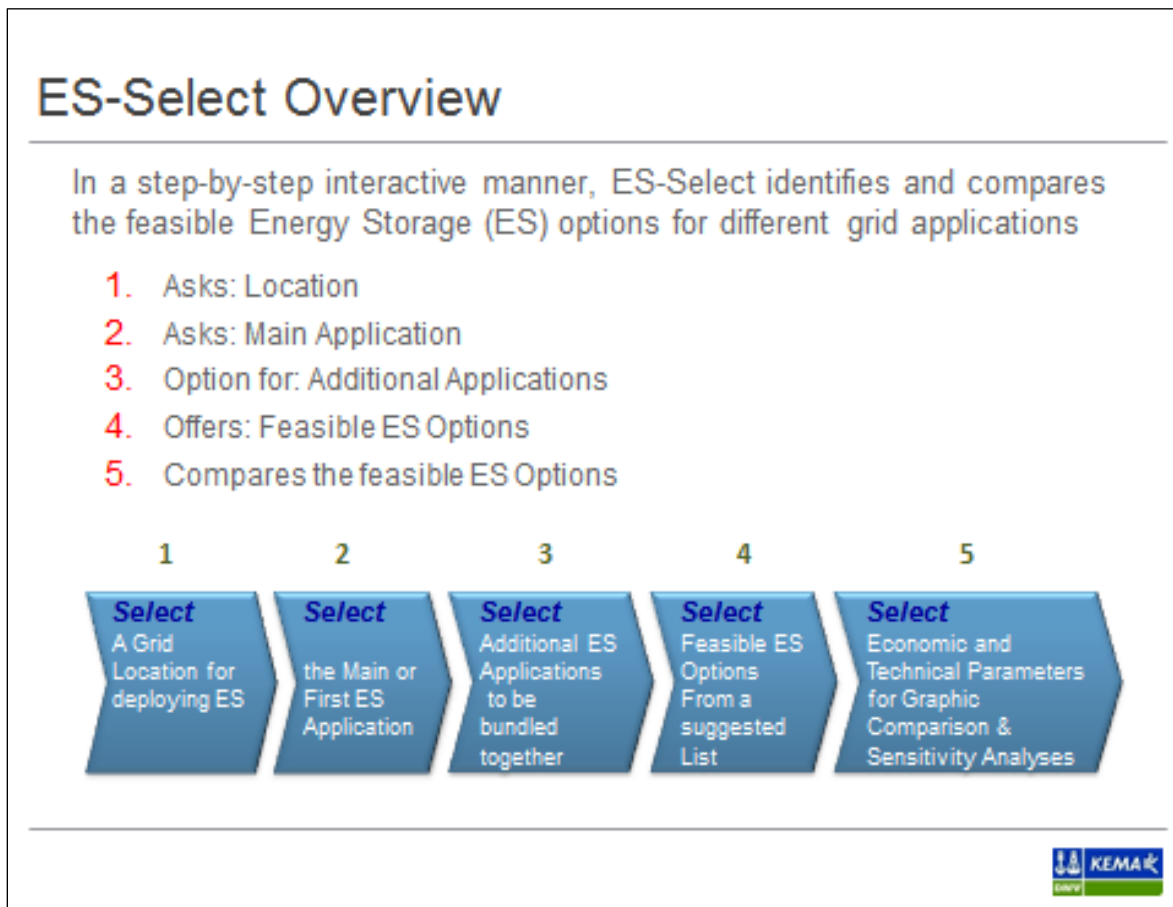 ES-Select Overview
In a step-by-step interactive manner, ES-Select identifies and compares
the feasible Energy Storage (ES) options for different grid applications
1. Asks: Location
2. Asks: Main Application
3. Option for: Additional Applications
4. Offers: Feasible ES Options
5. Compares the feasible ES Options
1
Select
A Grid
Location for
deploying ES
2
Select
the Main or
First ES
Application
3
Select
Additional ES
Applications
to be
bundled
together
4
Select
Feasible ES
Options
From a
suggested
List
5
Select
Economic and
Technical Parameters
for Graphic
Comparison &
Sensitivity Analyses
KEMA
DNV